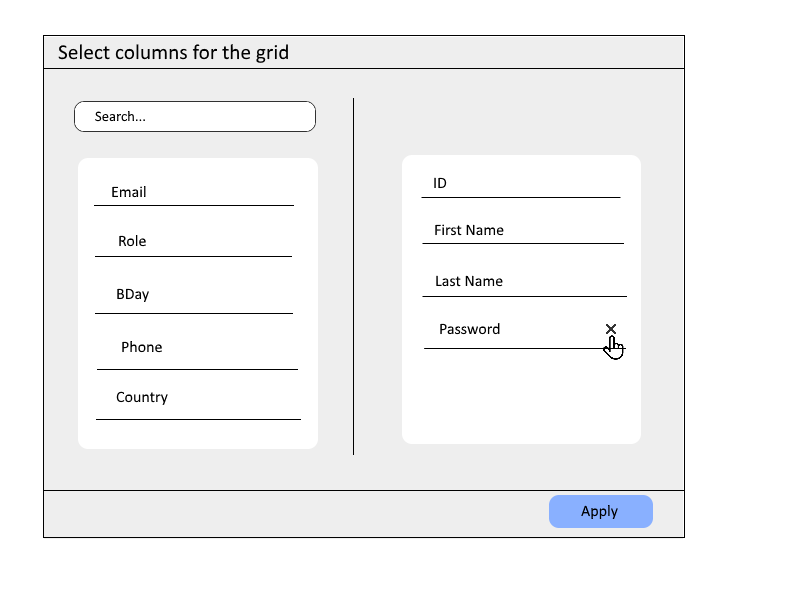 Select columns for the grid
Search...
Email
Role
BDay
Phone
Country
ID
First Name
Last Name
Password
Apply